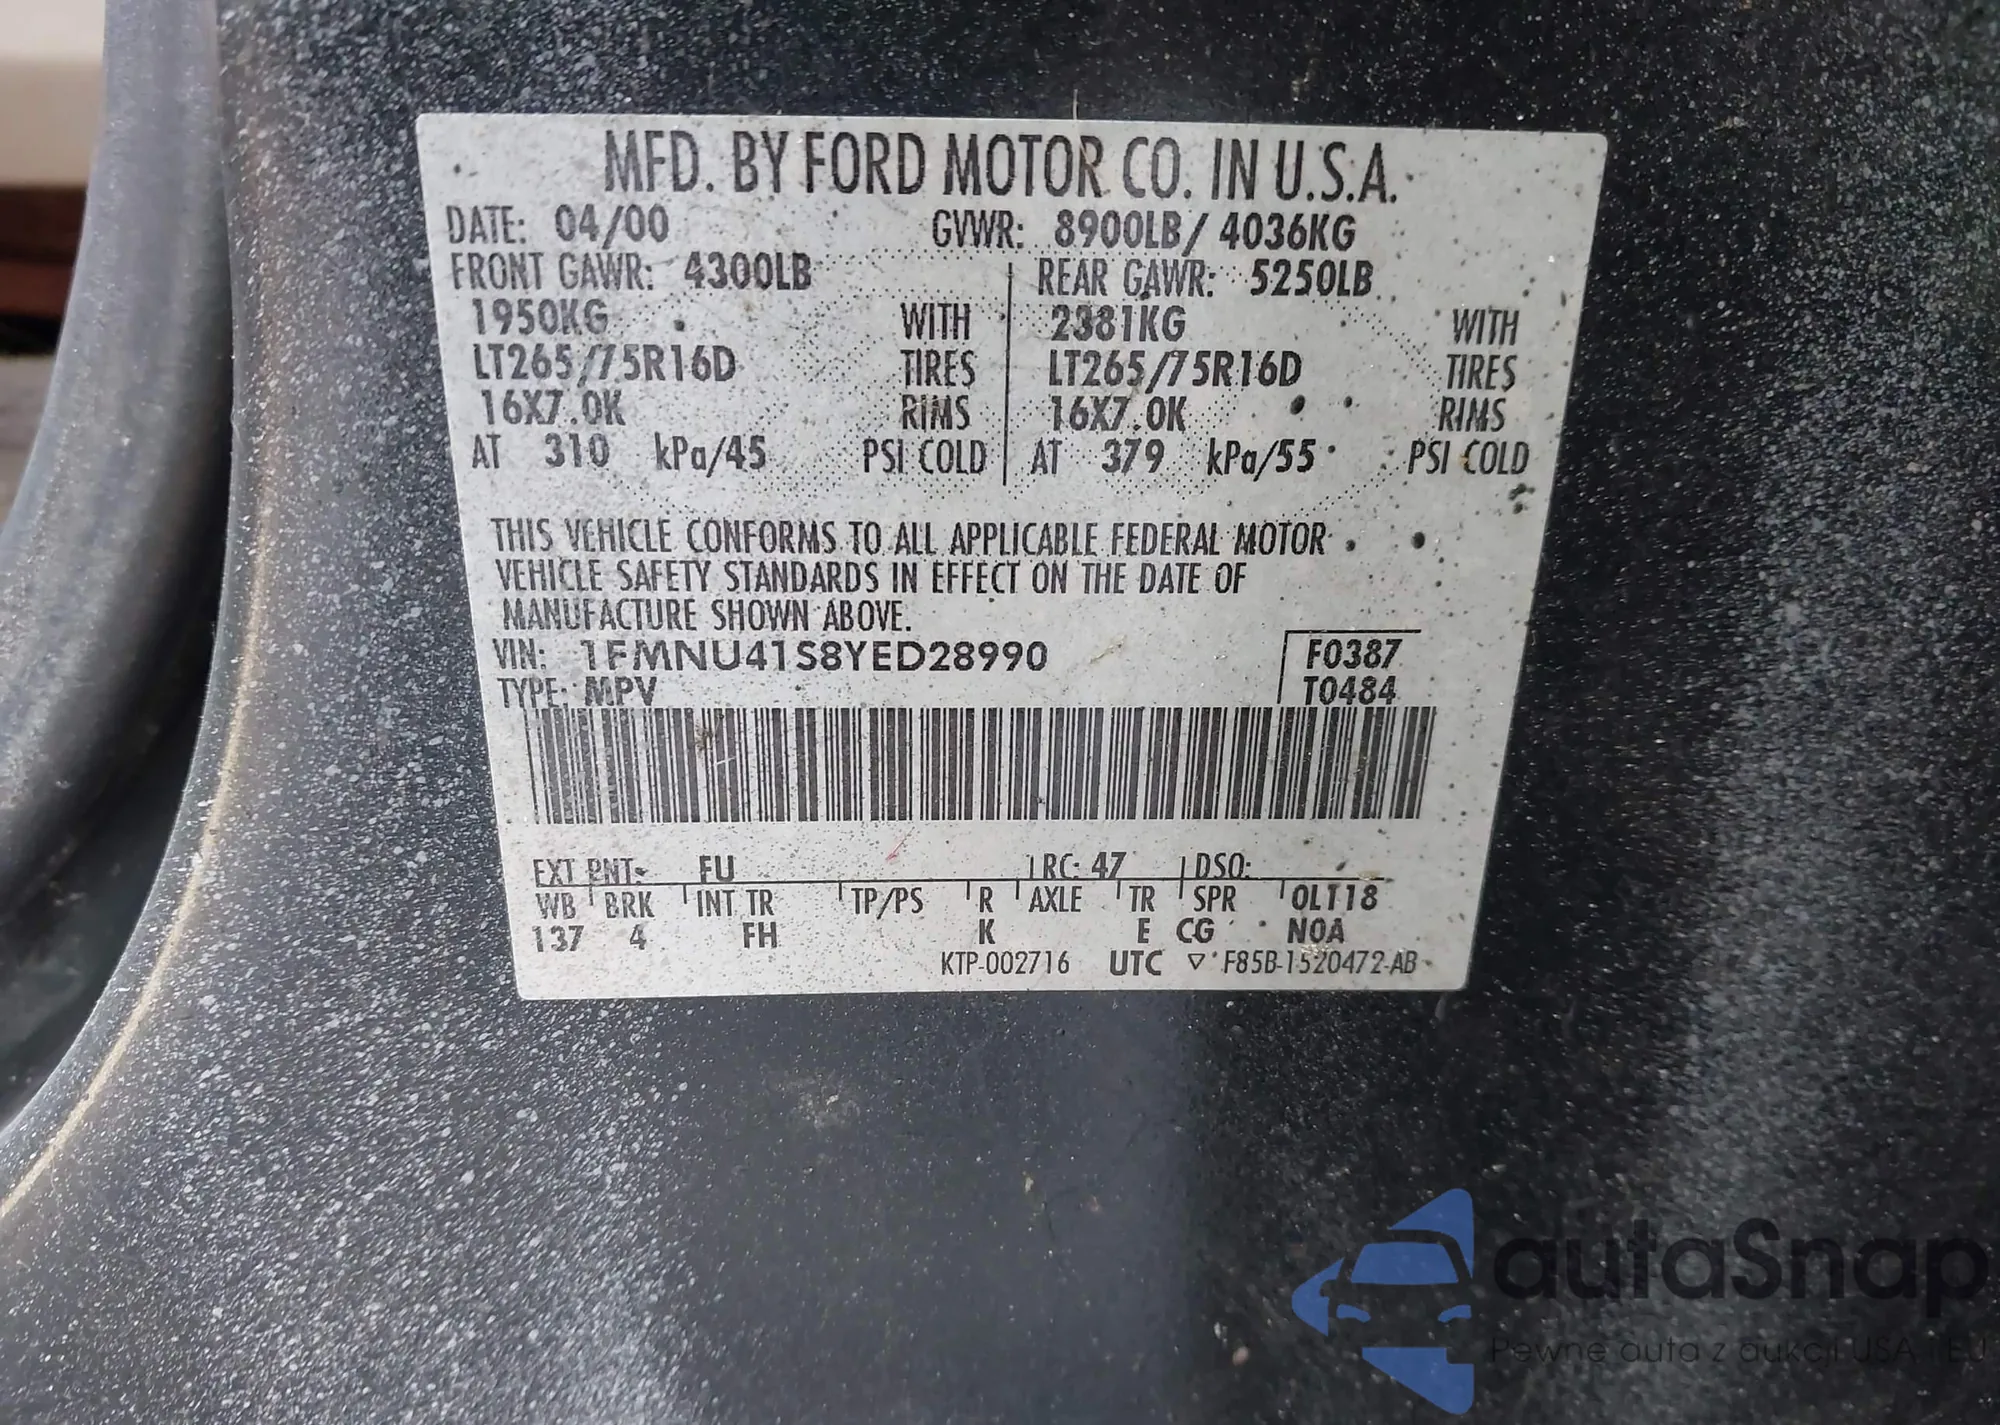 MFD. BY FORD MOTOR CO. IN U.S.A.
DATE: 04/00 GVWR: 8900LB/ 4036KG
FRONT GAWR: 4300LB REAR GAWR: 5250LB
1950KG WITH 2381KG WITH
LT265/75R16D TIRES LT265/75R16D TIRES
16X7.0K RIMS 16X7.0K RIMS
AT 310 kPa/45 PSI COLD AT 379 kPa/55 PSI COLD
THIS VEHICLE CONFORMS TO ALL APPLICABLE FEDERAL MOTOR
VEHICLE SAFETY STANDARDS IN EFFECT ON THE DATE OF
MANUFACTURE SHOWN ABOVE.
VIN: 1FMNU41S8YED28990 F0387
TYPE: MPV T0484
EXT PNT: FU RC: 47 DSO:
WB BRK INT TR TP/PS R AXLE TR SPR OLT18
137 4 FH K E CG N0A
KTP-002716 UTC ▽ F85B-1520472-AB
autaSnap
Pewne auta z aukcji USA i EU